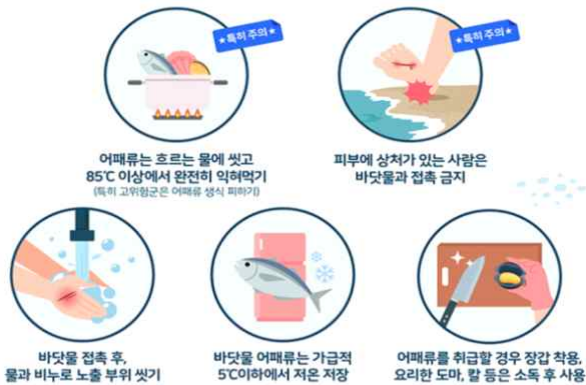 ★특히 주의★
★특히 주의★
어패류는 흐르는 물에 씻고
85℃ 이상에서 완전히 익혀먹기
(특히 고위험군은 어패류 생식 피하기)
피부에 상처가 있는 사람은
바닷물과 접촉 금지
바닷물 접촉 후,
물과 비누로 노출 부위 씻기
바닷물 어패류는 가급적
5℃이하에서 저온 저장
어패류를 취급할 경우 장갑 착용,
요리한 도마, 칼 등은 소독 후 사용